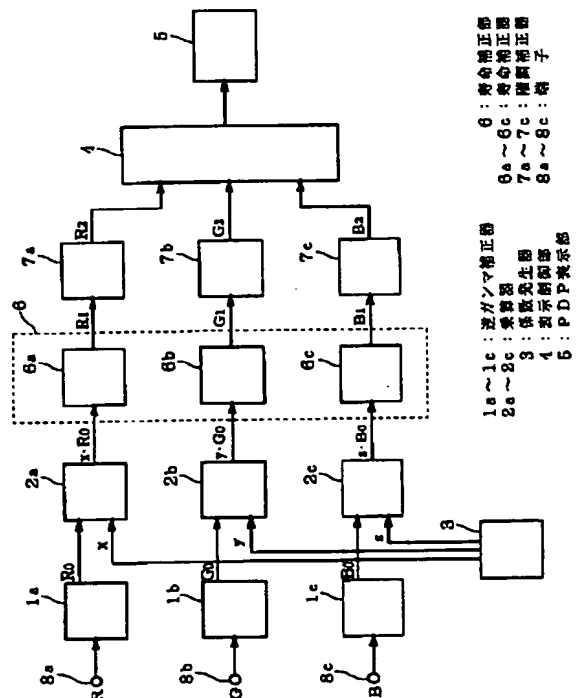 8a
R
1a
R0
x
2a
x・R0
6a
R1
7a
R2
6
8b
G
1b
G0
y
2b
y・G0
6b
G1
7b
G2
4
5
8c
B
1c
B0
z
2c
z・B0
6c
B1
7c
B2
3
1a～1c：逆ガンマ補正器
2a～2c：乗算器
3：係数発生器
4：表示制御部
5：PDP表示部
6：寿命補正部
6a～6c：寿命補正器
7a～7c：階調補正器
8a～8c：端子